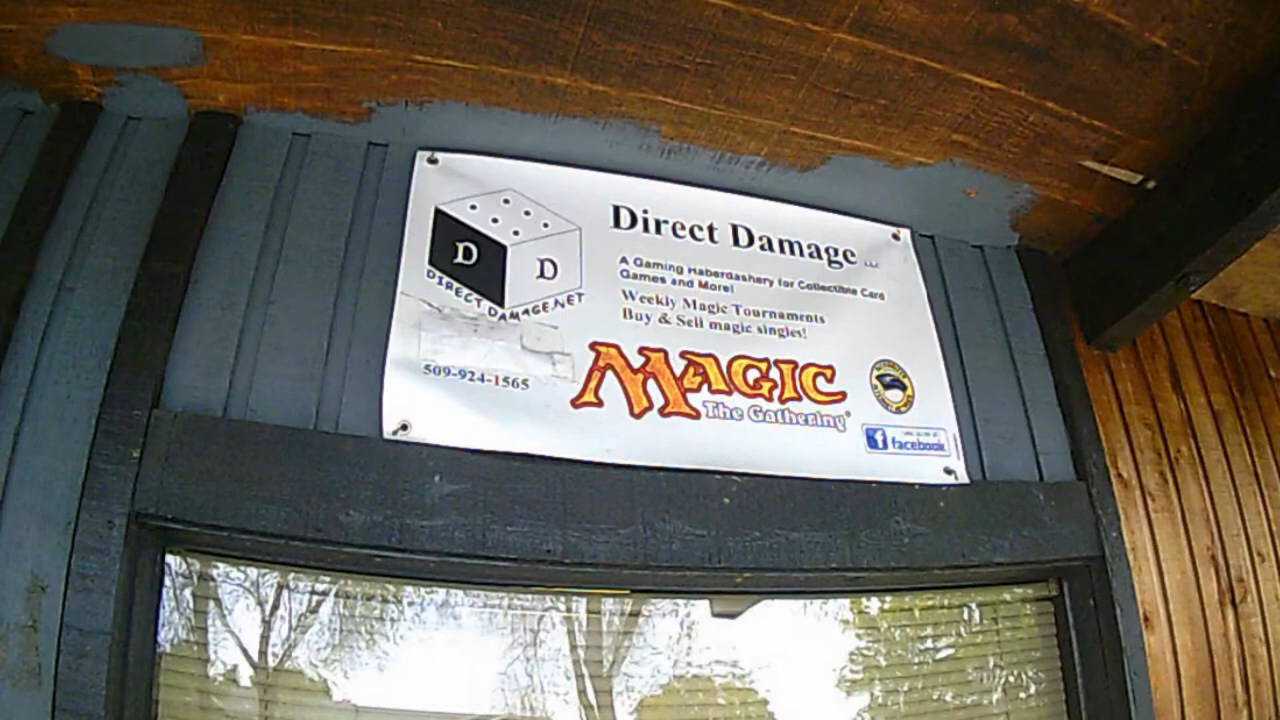 Direct Damage LLC
A Gaming Haberdashery for Collectible Card
Games and More!
Weekly Magic Tournaments
Buy & Sell magic singles!
D D
DIRECT DAMAGE.NET
509-924-1565
MAGIC
The Gathering®
facebook